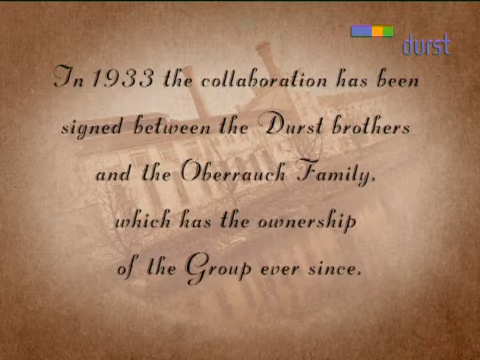 durst
In 1933 the collaboration has been
signed between the Durst brothers
and the Oberrauch Family,
which has the ownership
of the Group ever since.